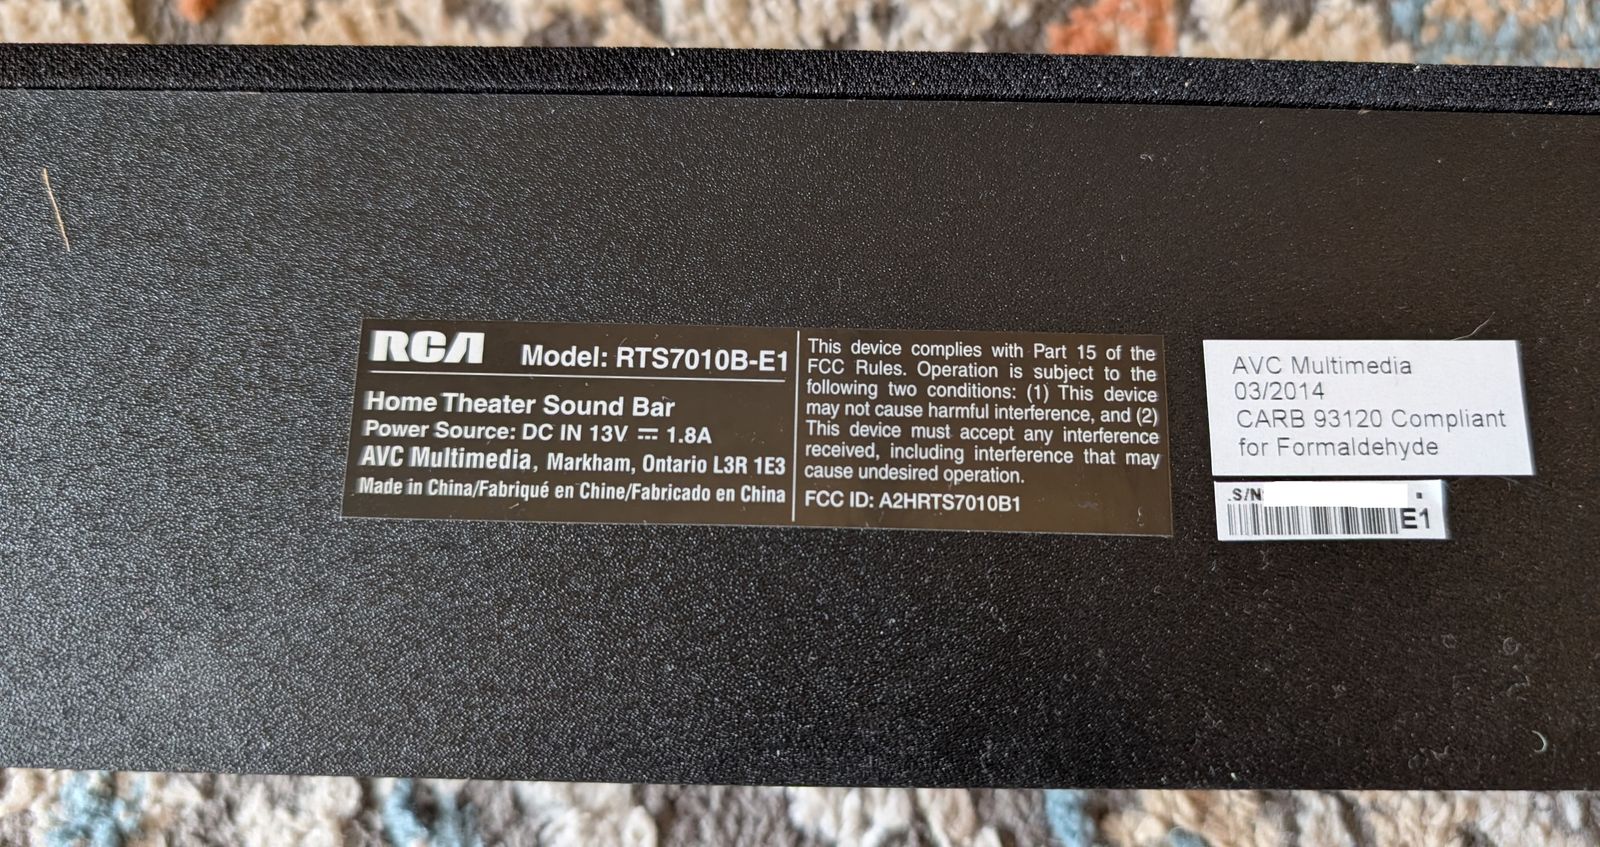 RCA Model: RTS7010B-E1
Home Theater Sound Bar
Power Source: DC IN 13V ⎓ 1.8A
AVC Multimedia, Markham, Ontario L3R 1E3
Made in China/Fabriqué en Chine/Fabricado en China
This device complies with Part 15 of the
FCC Rules. Operation is subject to the
following two conditions: (1) This device
may not cause harmful interference, and (2)
This device must accept any interference
received, including interference that may
cause undesired operation.
FCC ID: A2HRTS7010B1
AVC Multimedia
03/2014
CARB 93120 Compliant
for Formaldehyde
.S/N:
E1